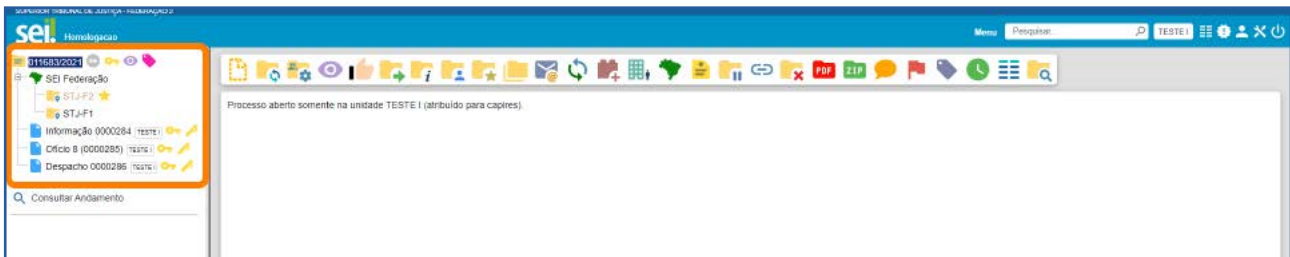 SUPERIOR TRIBUNAL DE JUSTIÇA - FEDERAÇÃO 2
sei! Homologacao
Menu Pesquisar... TESTE I
011683/2021
SEI Federação
STJ-F2
STJ-F1
Informação 0000284 TESTE I
Ofício 8 (0000285) TESTE I
Despacho 0000286 TESTE I
Consultar Andamento
PDF ZIP
Processo aberto somente na unidade TESTE I (atribuído para capires).